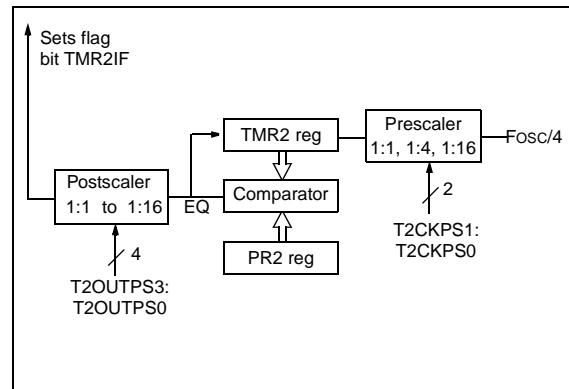 Sets flag
bit TMR2IF
TMR2 reg
Prescaler
1:1, 1:4, 1:16
FOSC/4
Postscaler
1:1 to 1:16
EQ
Comparator
2
4
PR2 reg
T2CKPS1:
T2CKPS0
T2OUTPS3:
T2OUTPS0